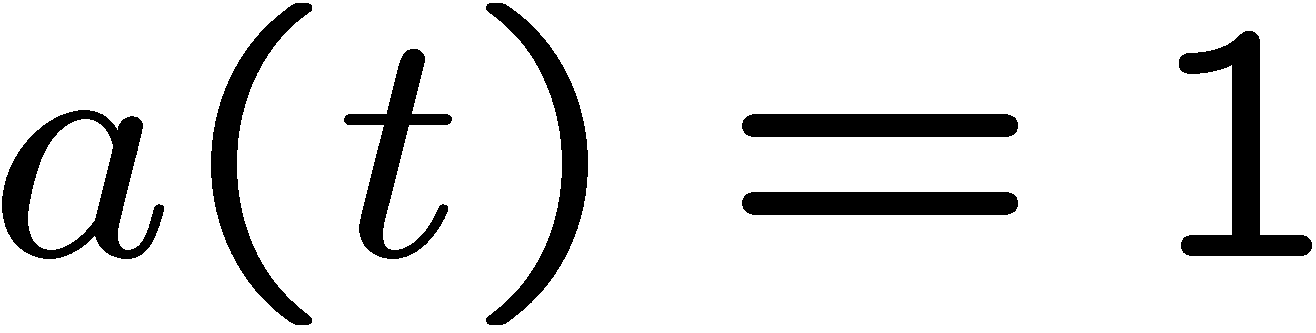 a(t) = 1